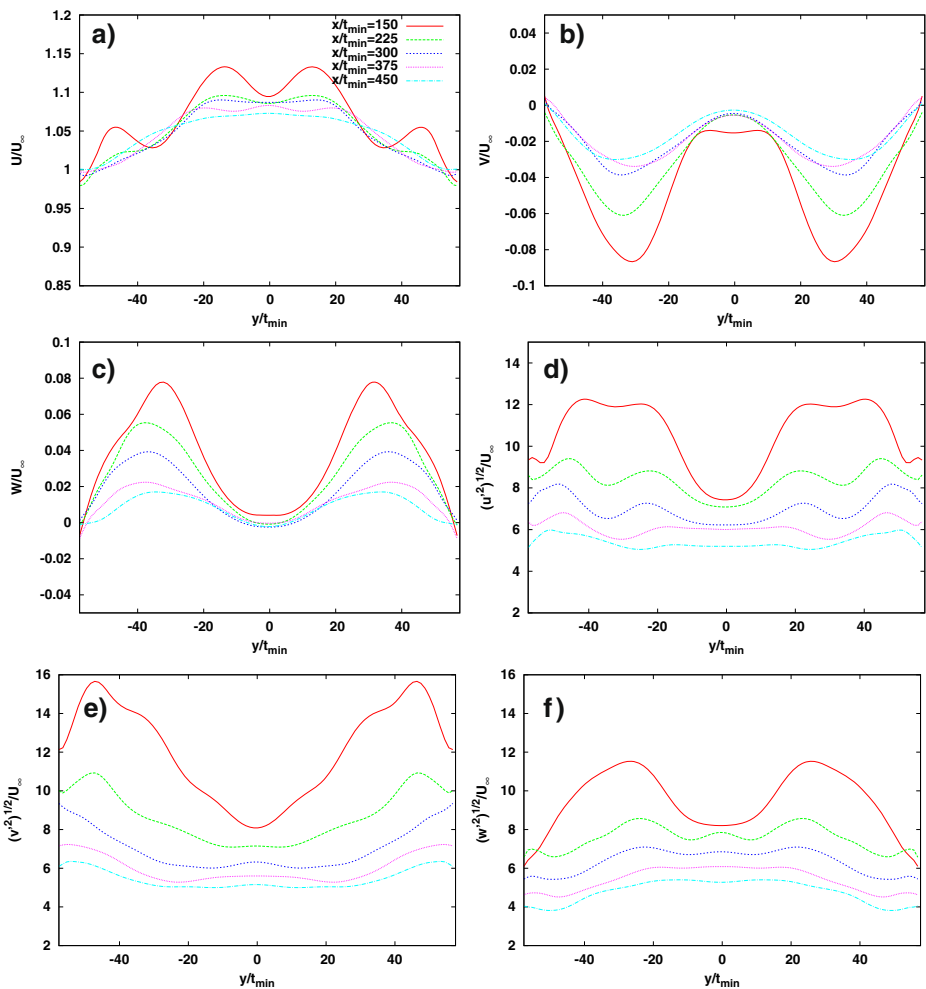 a)
x/t_min=150
x/t_min=225
x/t_min=300
x/t_min=375
x/t_min=450
1.2
1.15
1.1
1.05
1
0.95
0.9
0.85
U/U∞
-40 -20 0 20 40
y/t_min
b)
0.04
0.02
0
-0.02
-0.04
-0.06
-0.08
-0.1
V/U∞
-40 -20 0 20 40
y/t_min
c)
0.1
0.08
0.06
0.04
0.02
0
-0.02
-0.04
W/U∞
-40 -20 0 20 40
y/t_min
d)
14
12
10
8
6
4
2
(u'²)^1/2/U∞
-40 -20 0 20 40
y/t_min
e)
16
14
12
10
8
6
4
2
(v'²)^1/2/U∞
-40 -20 0 20 40
y/t_min
f)
14
12
10
8
6
4
2
(w'²)^1/2/U∞
-40 -20 0 20 40
y/t_min